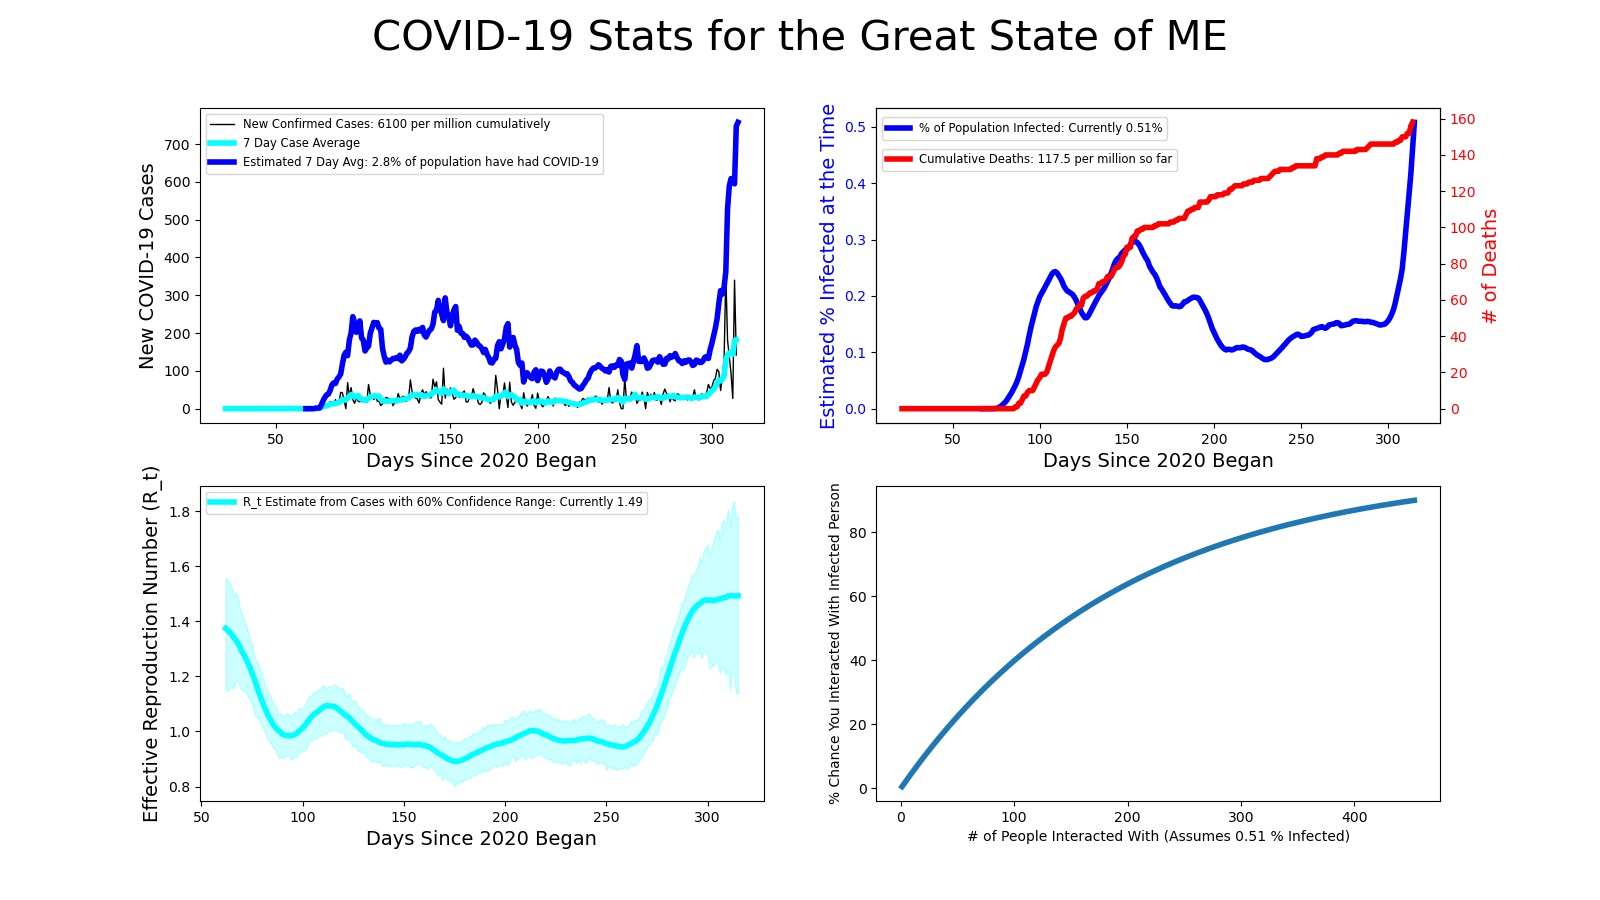 COVID-19 Stats for the Great State of ME
New COVID-19 Cases
700
600
500
400
300
200
100
0
New Confirmed Cases: 6100 per million cumulatively
7 Day Case Average
Estimated 7 Day Avg: 2.8% of population have had COVID-19
50 100 150 200 250 300
Days Since 2020 Began
Estimated % Infected at the Time
0.5
0.4
0.3
0.2
0.1
0.0
% of Population Infected: Currently 0.51%
Cumulative Deaths: 117.5 per million so far
160
140
120
100
80
60
40
20
0
# of Deaths
50 100 150 200 250 300
Days Since 2020 Began
Effective Reproduction Number (R_t)
1.8
1.6
1.4
1.2
1.0
0.8
R_t Estimate from Cases with 60% Confidence Range: Currently 1.49
50 100 150 200 250 300
Days Since 2020 Began
% Chance You Interacted With Infected Person
80
60
40
20
0
0 100 200 300 400
# of People Interacted With (Assumes 0.51 % Infected)